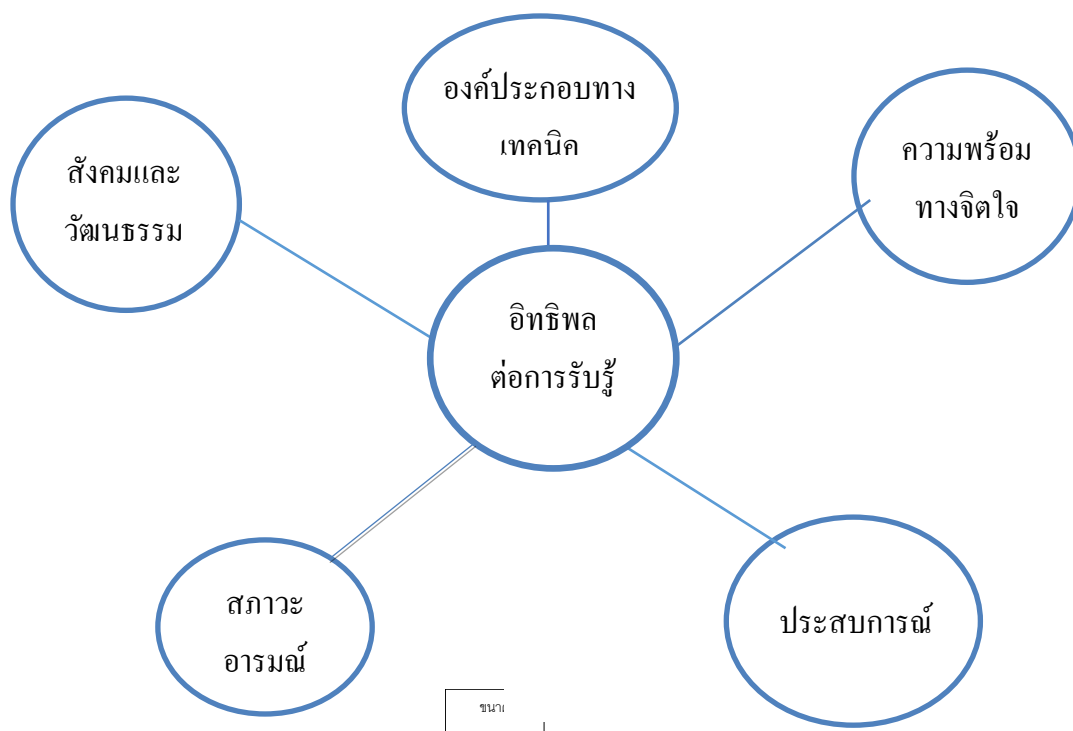 องค์ประกอบทาง
เทคนิค
สังคมและ
วัฒนธรรม
ความพร้อม
ทางจิตใจ
อิทธิพล
ต่อการรับรู้
สภาวะ
อารมณ์
ประสบการณ์